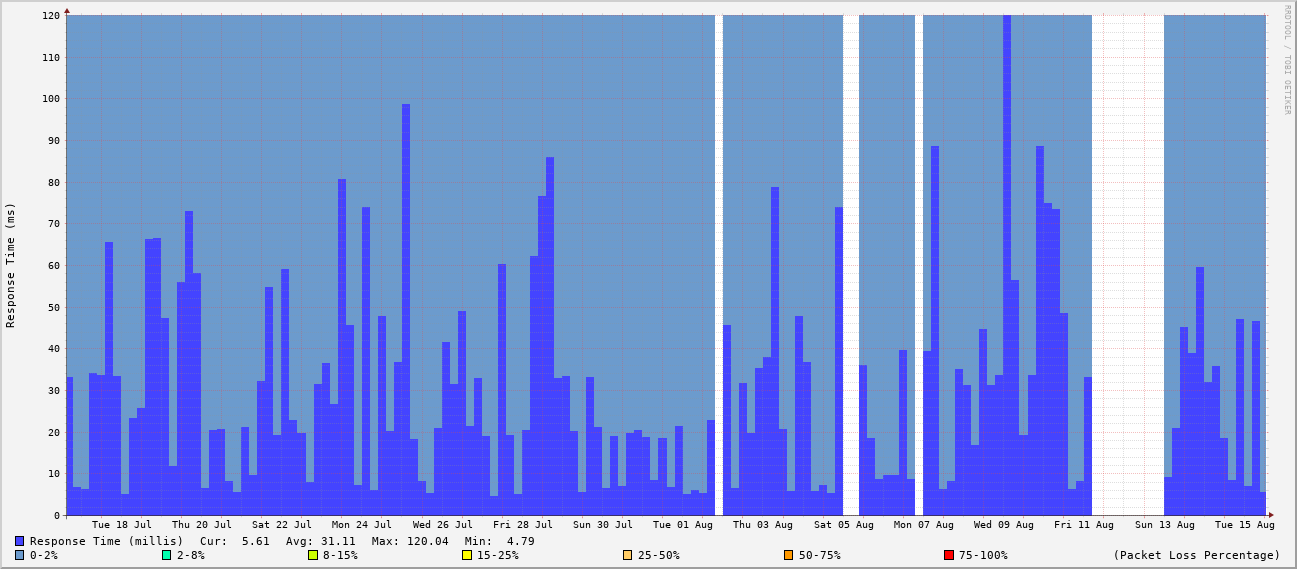 RRDTOOL / TOBI OETIKER
Response Time (ms)
120
110
100
90
80
70
60
50
40
30
20
10
0
Tue 18 Jul Thu 20 Jul Sat 22 Jul Mon 24 Jul Wed 26 Jul Fri 28 Jul Sun 30 Jul Tue 01 Aug Thu 03 Aug Sat 05 Aug Mon 07 Aug Wed 09 Aug Fri 11 Aug Sun 13 Aug Tue 15 Aug
Response Time (millis) Cur: 5.61 Avg: 31.11 Max: 120.04 Min: 4.79
0-2% 2-8% 8-15% 15-25% 25-50% 50-75% 75-100% (Packet Loss Percentage)